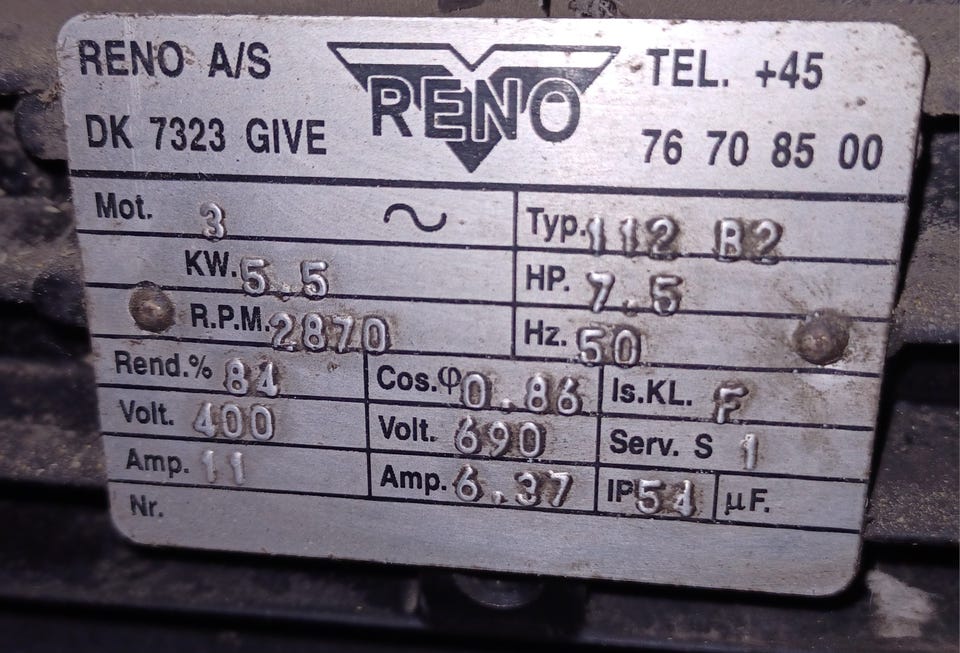 RENO A/S
DK 7323 GIVE
RENO
TEL. +45
76 70 85 00
Mot. 3 ~
Typ. 112 B2
KW. 5.5
HP. 7.5
R.P.M. 2870
Hz. 50
Rend.% 84
Cos.φ 0.86
Is.KL. F
Volt. 400
Volt. 690
Serv. S 1
Amp. 11
Amp. 6.37
IP 54
µF.
Nr.